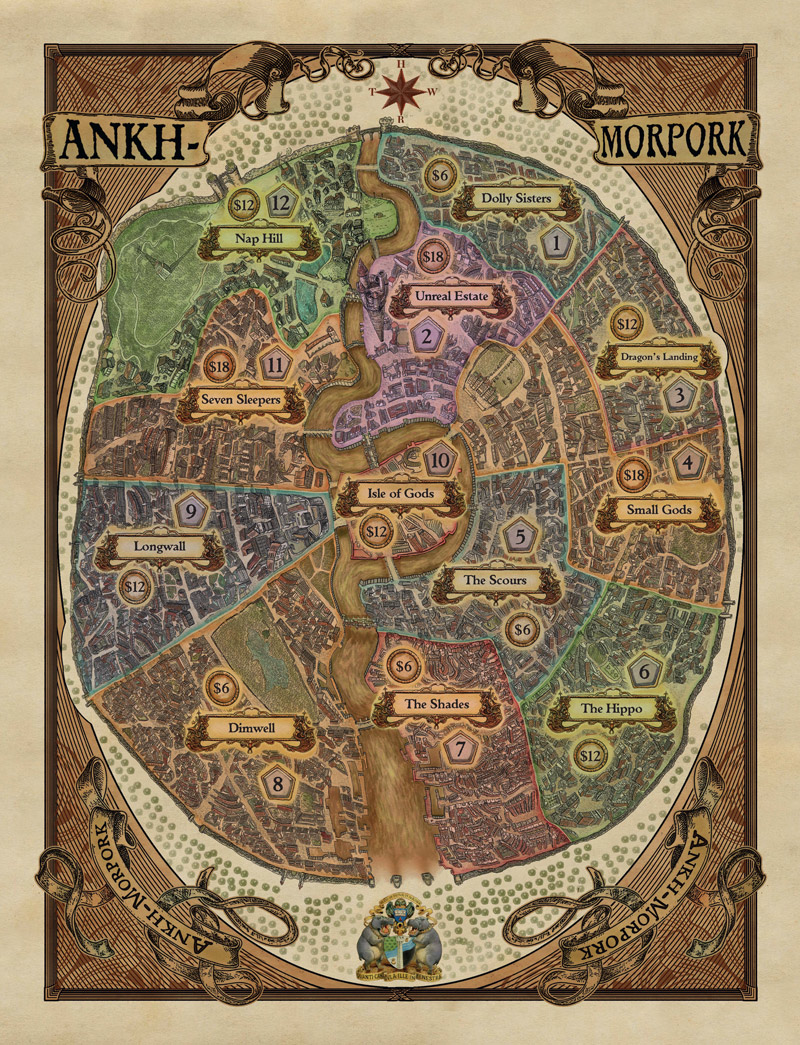 ANKH-
MORPORK
H
T W
R
$6
Dolly Sisters
1
$12 12
Nap Hill
$18
Unreal Estate
2
$12
Dragon's Landing
3
$18 11
Seven Sleepers
10
Isle of Gods
$12
$18 4
Small Gods
9
Longwall
$12
5
The Scours
$6
$6
Dimwell
8
$6
The Shades
7
6
The Hippo
$12
ANKH-MORPORK
ANKH-MORPORK